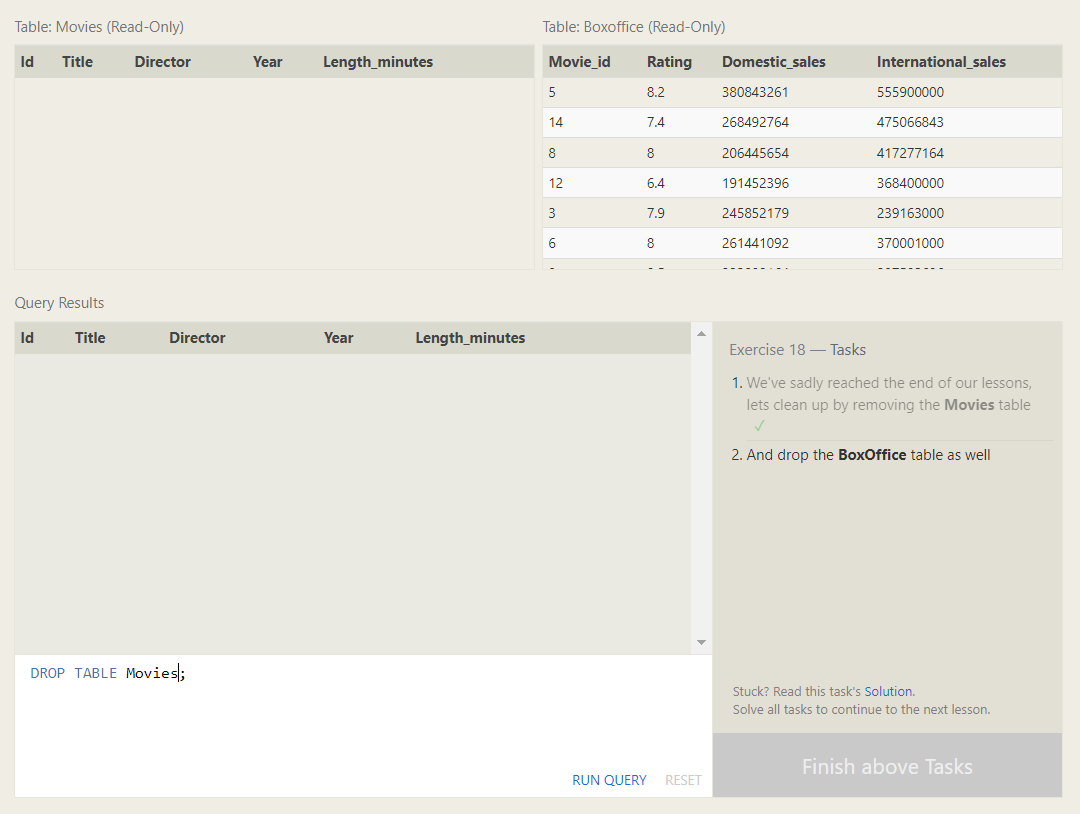 Table: Movies (Read-Only)
Id Title Director Year Length_minutes
Table: Boxoffice (Read-Only)
Movie_id Rating Domestic_sales International_sales
5 8.2 380843261 555900000
14 7.4 268492764 475066843
8 8 206445654 417277164
12 6.4 191452396 368400000
3 7.9 245852179 239163000
6 8 261441092 370001000
Query Results
Id Title Director Year Length_minutes
DROP TABLE Movies;
RUN QUERY RESET
Exercise 18 — Tasks
1. We've sadly reached the end of our lessons,
lets clean up by removing the Movies table
✓
2. And drop the BoxOffice table as well
Stuck? Read this task's Solution.
Solve all tasks to continue to the next lesson.
Finish above Tasks